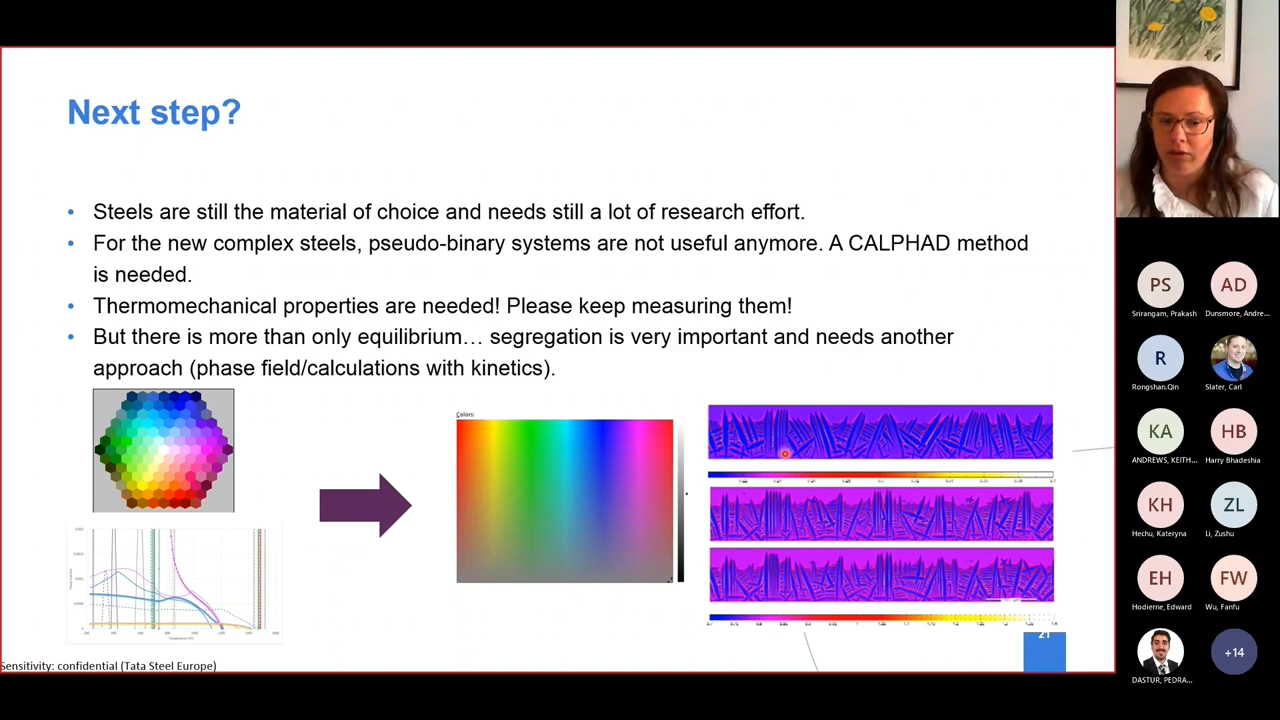 Next step?
• Steels are still the material of choice and needs still a lot of research effort.
• For the new complex steels, pseudo-binary systems are not useful anymore. A CALPHAD method
is needed.
• Thermomechanical properties are needed! Please keep measuring them!
• But there is more than only equilibrium… segregation is very important and needs another
approach (phase field/calculations with kinetics).
Colors:
21
Sensitivity: confidential (Tata Steel Europe)
PS
AD
Srirangam, Prakash
Dunsmore, Andre...
R
Rongshan.Qin
Slater, Carl
KA
HB
ANDREWS, KEITH...
Harry Bhadeshia
KH
ZL
Hechu, Kateryna
Li, Zushu
EH
FW
Hodierne, Edward
Wu, Fanfu
+14
DASTUR, PEDRA...